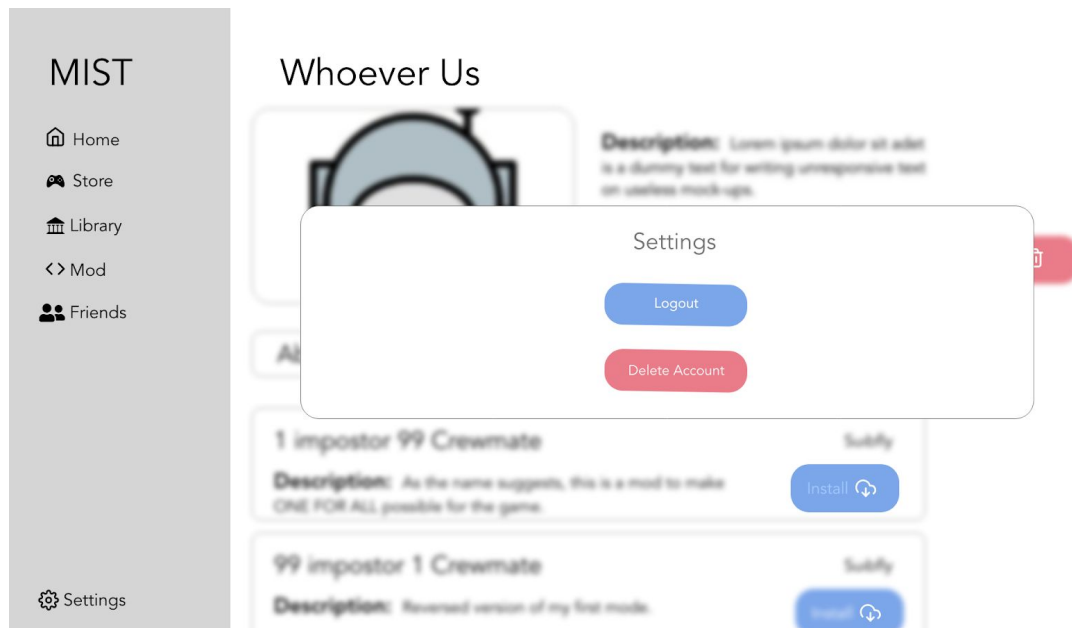 MIST
Home
Store
Library
Mod
Friends
Settings
Whoever Us
Description: Lorem ipsum dolor sit adet
is a dummy text for writing unresponsive text
on useless mock-ups.
Settings
Logout
Delete Account
1 impostor 99 Crewmate
Subfly
Description: As the name suggests, this is a mod to make
ONE FOR ALL possible for the game.
Install
99 impostor 1 Crewmate
Subfly
Description: Reversed version of my first mode.
Install